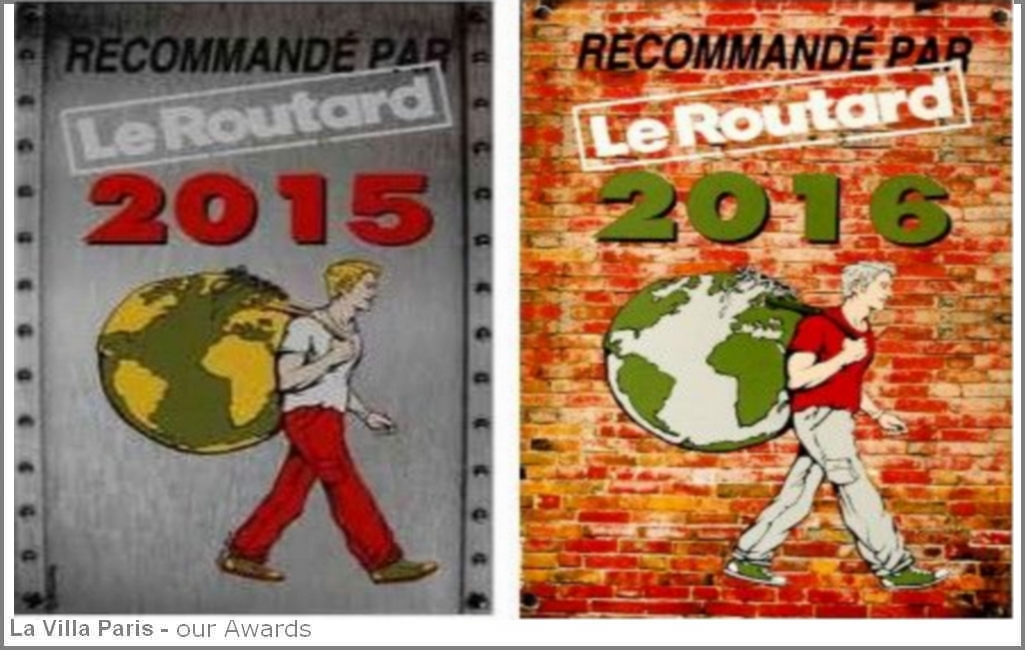 RECOMMANDÉ PAR
Le Routard
2015
RECOMMANDÉ PAR
Le Routard
2016
La Villa Paris - our Awards